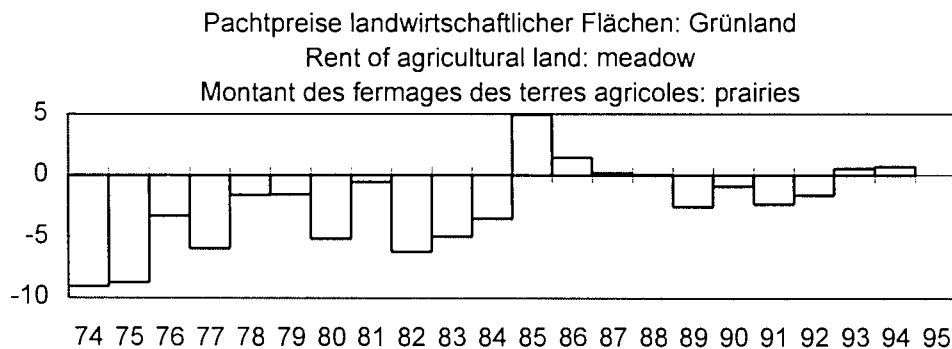 Pachtpreise landwirtschaftlicher Flächen: Grünland
Rent of agricultural land: meadow
Montant des fermages des terres agricoles: prairies
5
0
-5
-10
74 75 76 77 78 79 80 81 82 83 84 85 86 87 88 89 90 91 92 93 94 95